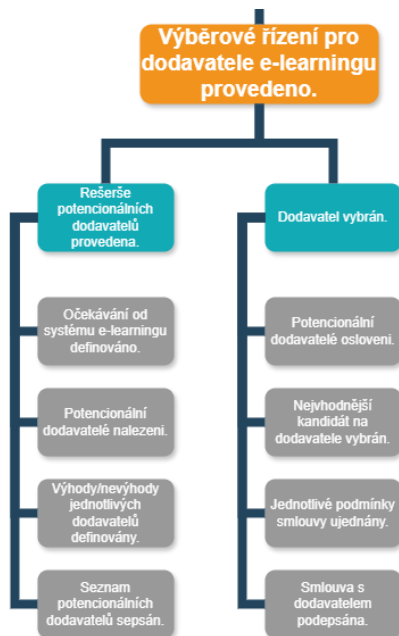 Výběrové řízení pro
dodavatele e-learningu
provedeno.
Rešerše
potencionálních
dodavatelů
provedena.
Dodavatel vybrán.
Očekávání od
systému e-learningu
definováno.
Potencionální
dodavatelé osloveni.
Potencionální
dodavatelé nalezeni.
Nejvhodnější
kandidát na
dodavatele vybrán.
Výhody/nevýhody
jednotlivých
dodavatelů
definovány.
Jednotlivé podmínky
smlouvy ujednány.
Seznam
potencionálních
dodavatelů sepsán.
Smlouva s
dodavatelem
podepsána.